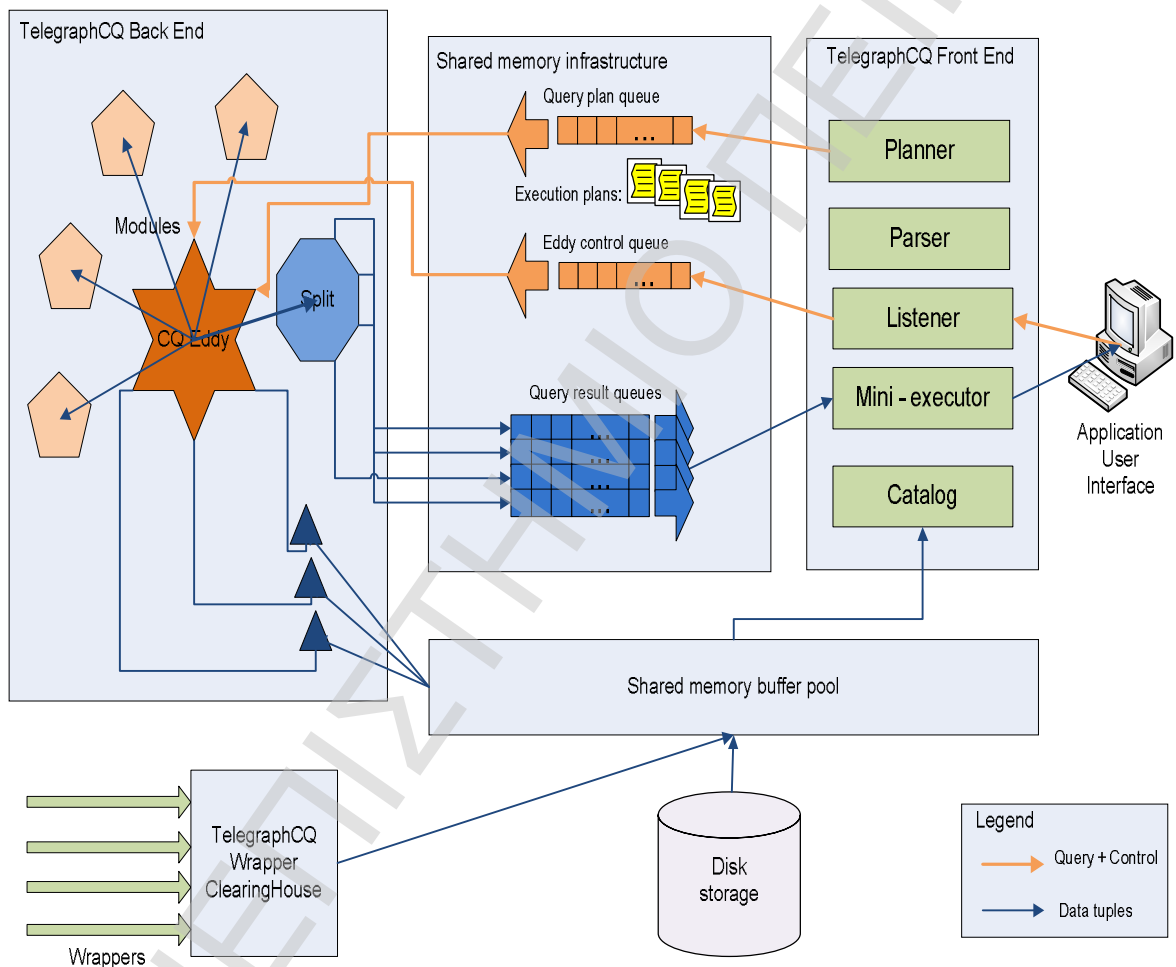 TelegraphCQ Back End
Modules
CQ Eddy
Split
Shared memory infrastructure
Query plan queue
...
Execution plans:
Eddy control queue
...
Query result queues
...
...
...
...
TelegraphCQ Front End
Planner
Parser
Listener
Mini - executor
Catalog
Application
User
Interface
Shared memory buffer pool
TelegraphCQ
Wrapper
ClearingHouse
Wrappers
Disk
storage
Legend
Query + Control
Data tuples